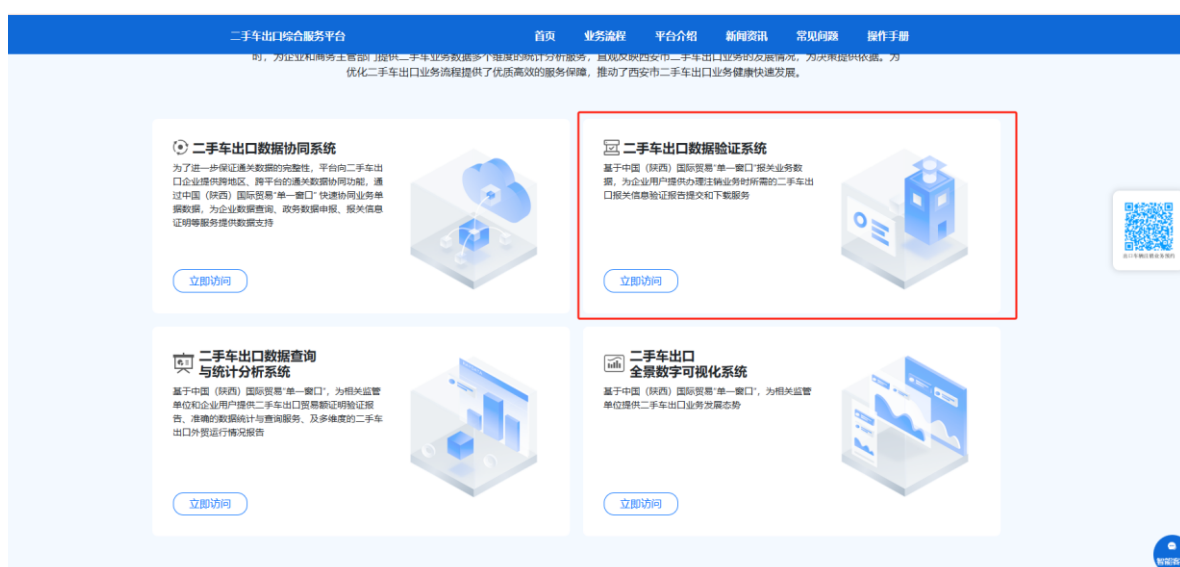 二手车出口综合服务平台
首页 业务流程 平台介绍 新闻资讯 常见问题 操作手册
时，为企业和商务主管部门提供二手车业务数据多个维度的统计分析服务，直观反映西安市二手车出口业务的发展情况，为决策提供依据。为
优化二手车出口业务流程提供了优质高效的服务保障，推动了西安市二手车出口业务健康快速发展。
二手车出口数据协同系统
为了进一步保证通关数据的完整性，平台向二手车出
口企业提供跨地区、跨平台的通关数据协同功能，通
过中国（陕西）国际贸易“单一窗口”快速协同业务单
据数据，为企业数据查询、政务数据申报、报关信息
证明等服务提供数据支持
立即访问
二手车出口数据验证系统
基于中国（陕西）国际贸易“单一窗口”报关业务数
据，为企业用户提供办理注销业务时所需的二手车出
口报关信息验证报告提交和下载服务
立即访问
二手车出口数据查询
与统计分析系统
基于中国（陕西）国际贸易“单一窗口”，为相关监管
单位和企业用户提供二手车出口贸易额证明验证报
告、准确的数据统计与查询服务、及多维度的二手车
出口外贸运行情况报告
立即访问
二手车出口
全景数字可视化系统
基于中国（陕西）国际贸易“单一窗口”，为相关监管
单位提供二手车出口业务发展态势
立即访问
出口车辆注销业务预约
智能客